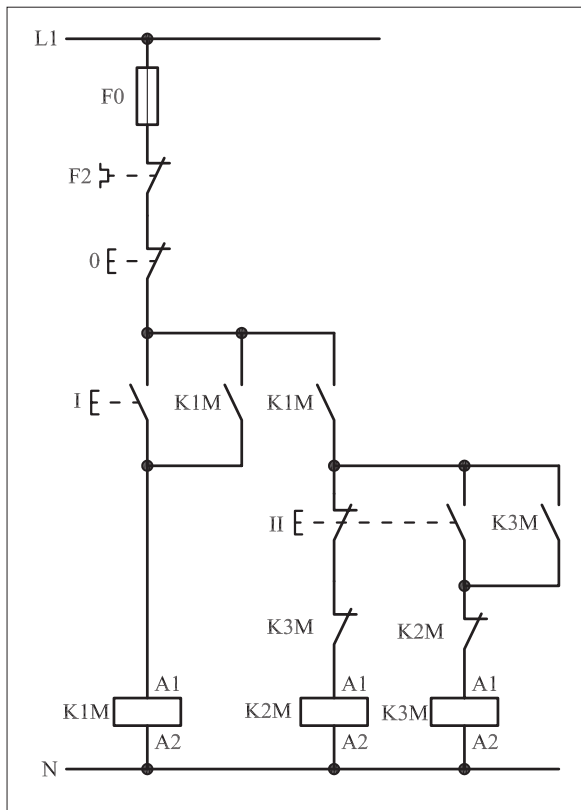 L1
F0
F2
0
I K1M K1M
II K3M
K3M K2M
A1 A1 A1
K1M K2M K3M
A2 A2 A2
N